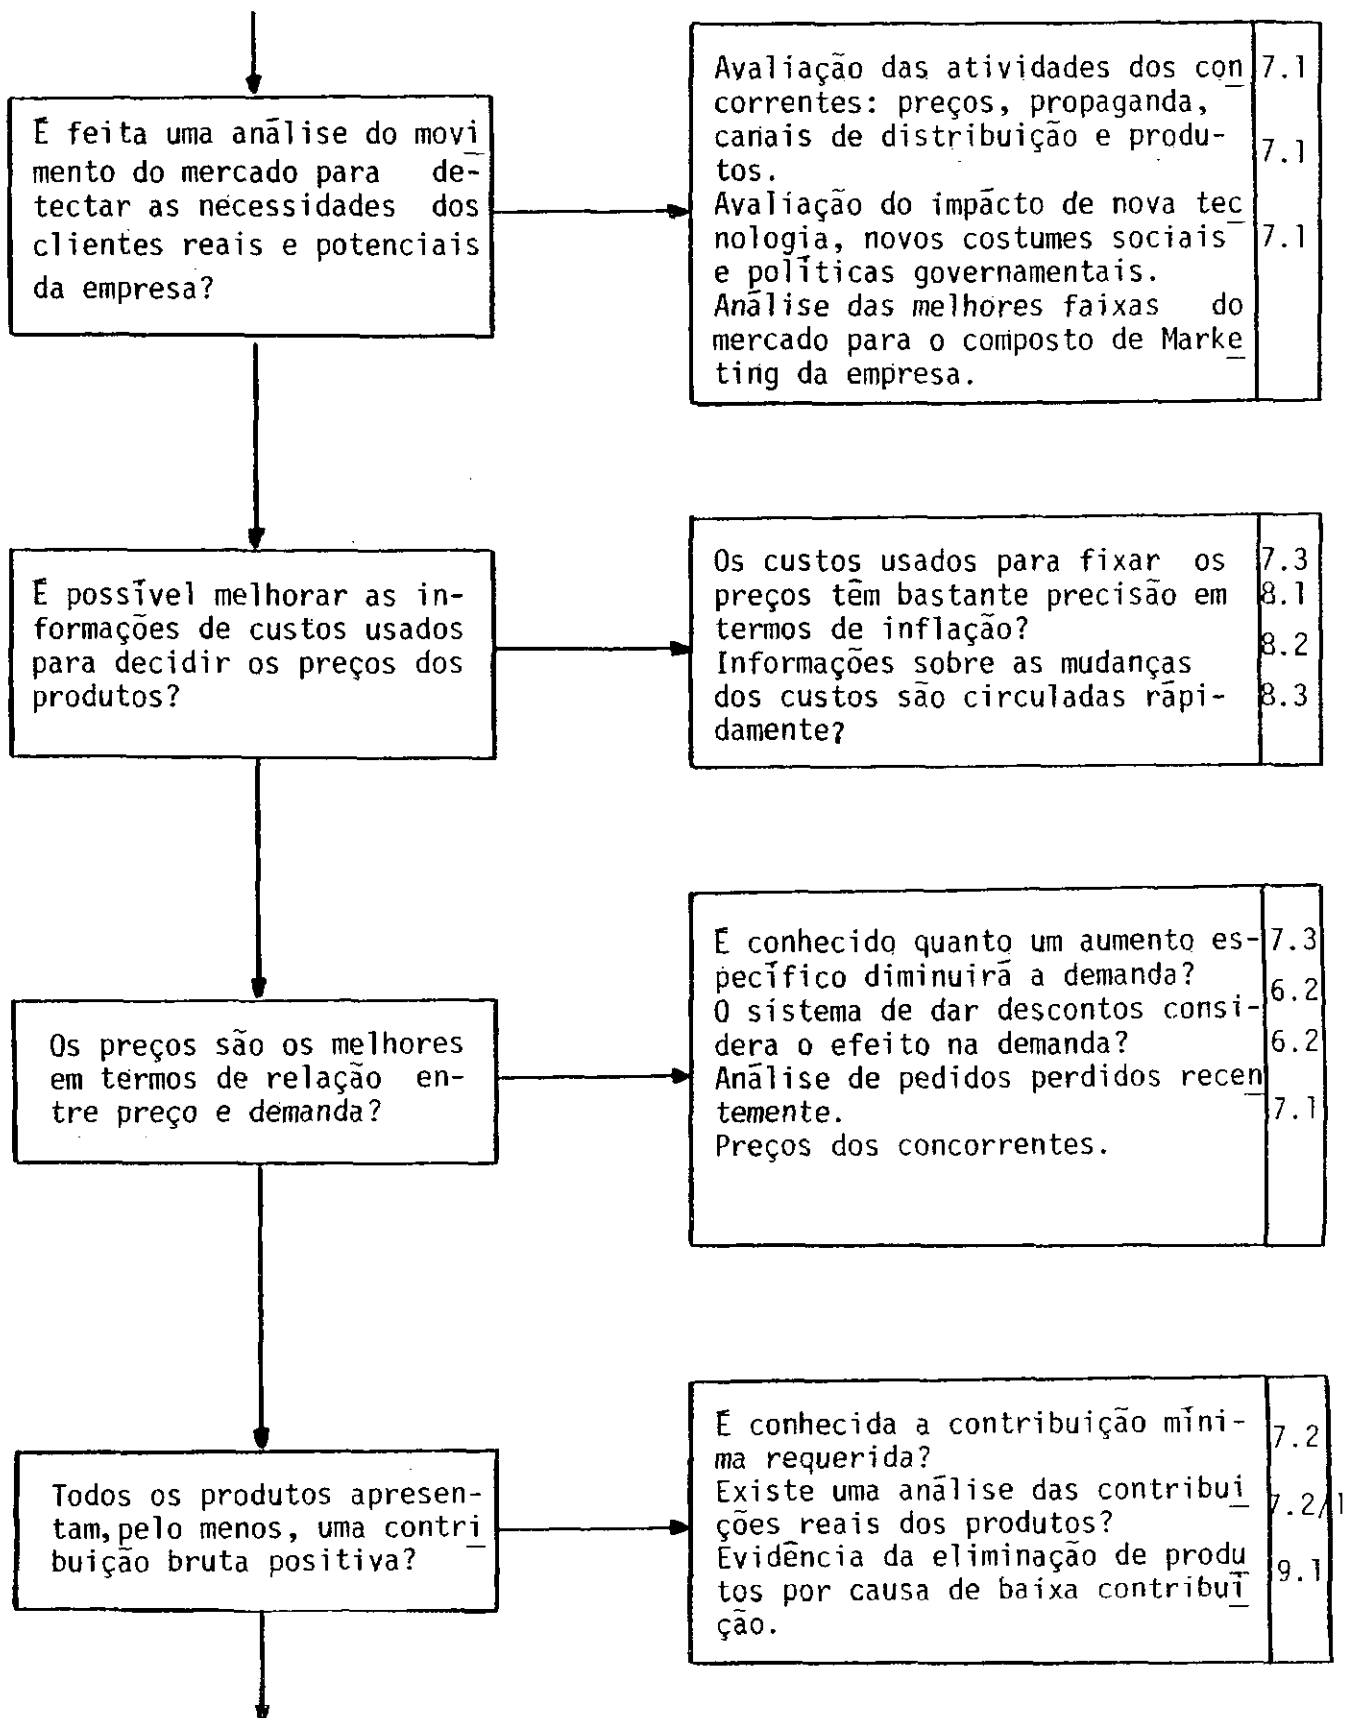 É feita uma análise do movi
mento do mercado para de-
tectar as necessidades dos
clientes reais e potenciais
da empresa?
Avaliação das atividades dos con
correntes: preços, propaganda,
canais de distribuição e produ-
tos.
Avaliação do impácto de nova tec
nologia, novos costumes sociais
e políticas governamentais.
Análise das melhores faixas do
mercado para o composto de Marke
ting da empresa.
7.1
7.1
7.1
É possível melhorar as in-
formações de custos usados
para decidir os preços dos
produtos?
Os custos usados para fixar os
preços têm bastante precisão em
termos de inflação?
Informações sobre as mudanças
dos custos são circuladas rápi-
damente?
7.3
8.1
8.2
8.3
Os preços são os melhores
em termos de relação en-
tre preço e demanda?
É conhecido quanto um aumento es-
pecífico diminuirá a demanda?
O sistema de dar descontos consi-
dera o efeito na demanda?
Análise de pedidos perdidos recen
temente.
Preços dos concorrentes.
7.3
6.2
6.2
7.1
Todos os produtos apresen-
tam,pelo menos, uma contri
buição bruta positiva?
É conhecida a contribuição míni-
ma requerida?
Existe uma análise das contribui
ções reais dos produtos?
Evidência da eliminação de produ
tos por causa de baixa contribui
ção.
7.2
7.2/1
9.1